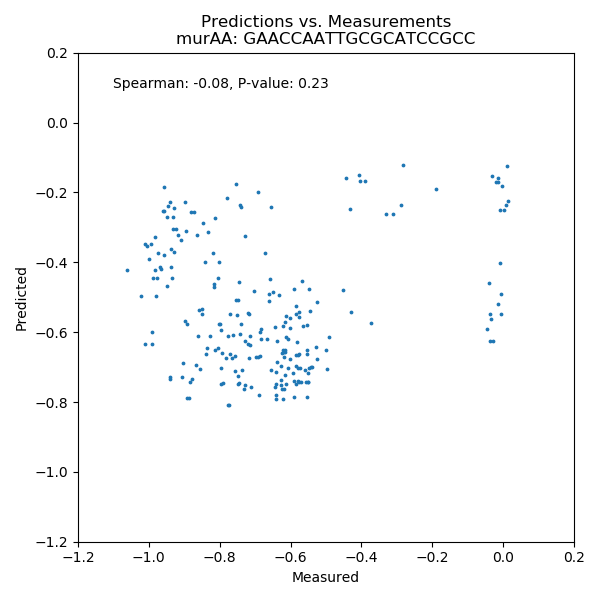 Predictions vs. Measurements
murAA: GAACCAATTGCGCATCCGCC
0.2
Spearman: -0.08, P-value: 0.23
0.0
−0.2
−0.4
Predicted
−0.6
−0.8
−1.0
−1.2
−1.2 −1.0 −0.8 −0.6 −0.4 −0.2 0.0 0.2
Measured